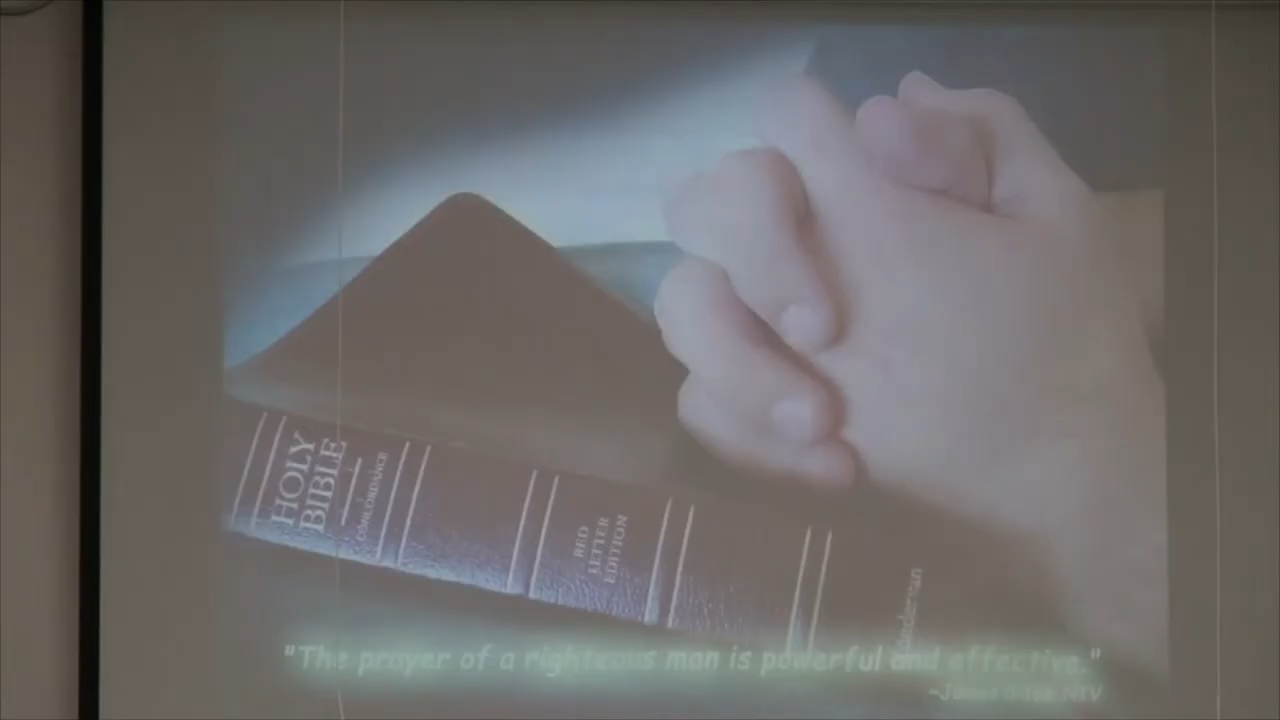 HOLY
BIBLE
CONCORDANCE
RED
LETTER
EDITION
"The prayer of a righteous man is powerful and effective."
NIV